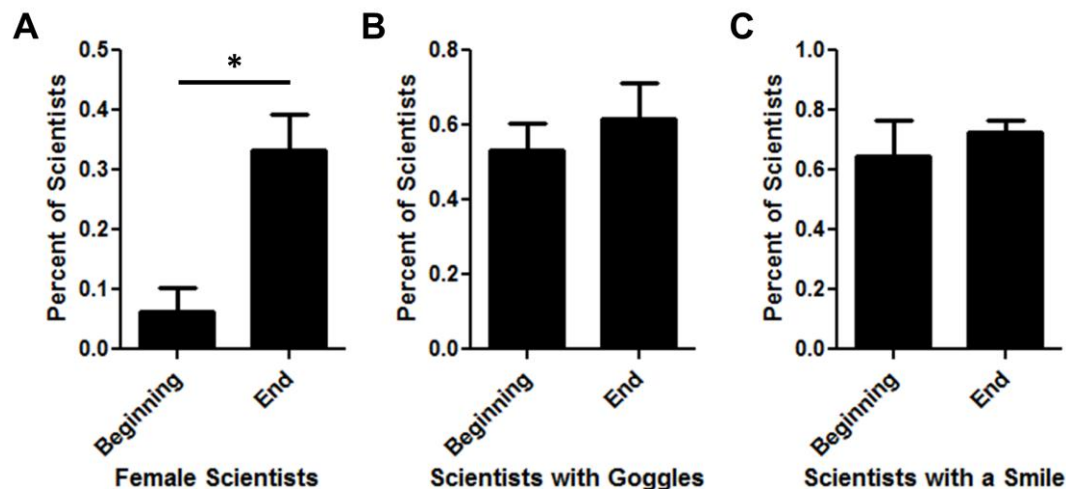 A
Percent of Scientists
0.5
0.4
0.3
0.2
0.1
0.0
*
Beginning
End
Female Scientists
B
Percent of Scientists
0.8
0.6
0.4
0.2
0.0
Beginning
End
Scientists with Goggles
C
Percent of Scientists
1.0
0.8
0.6
0.4
0.2
0.0
Beginning
End
Scientists with a Smile